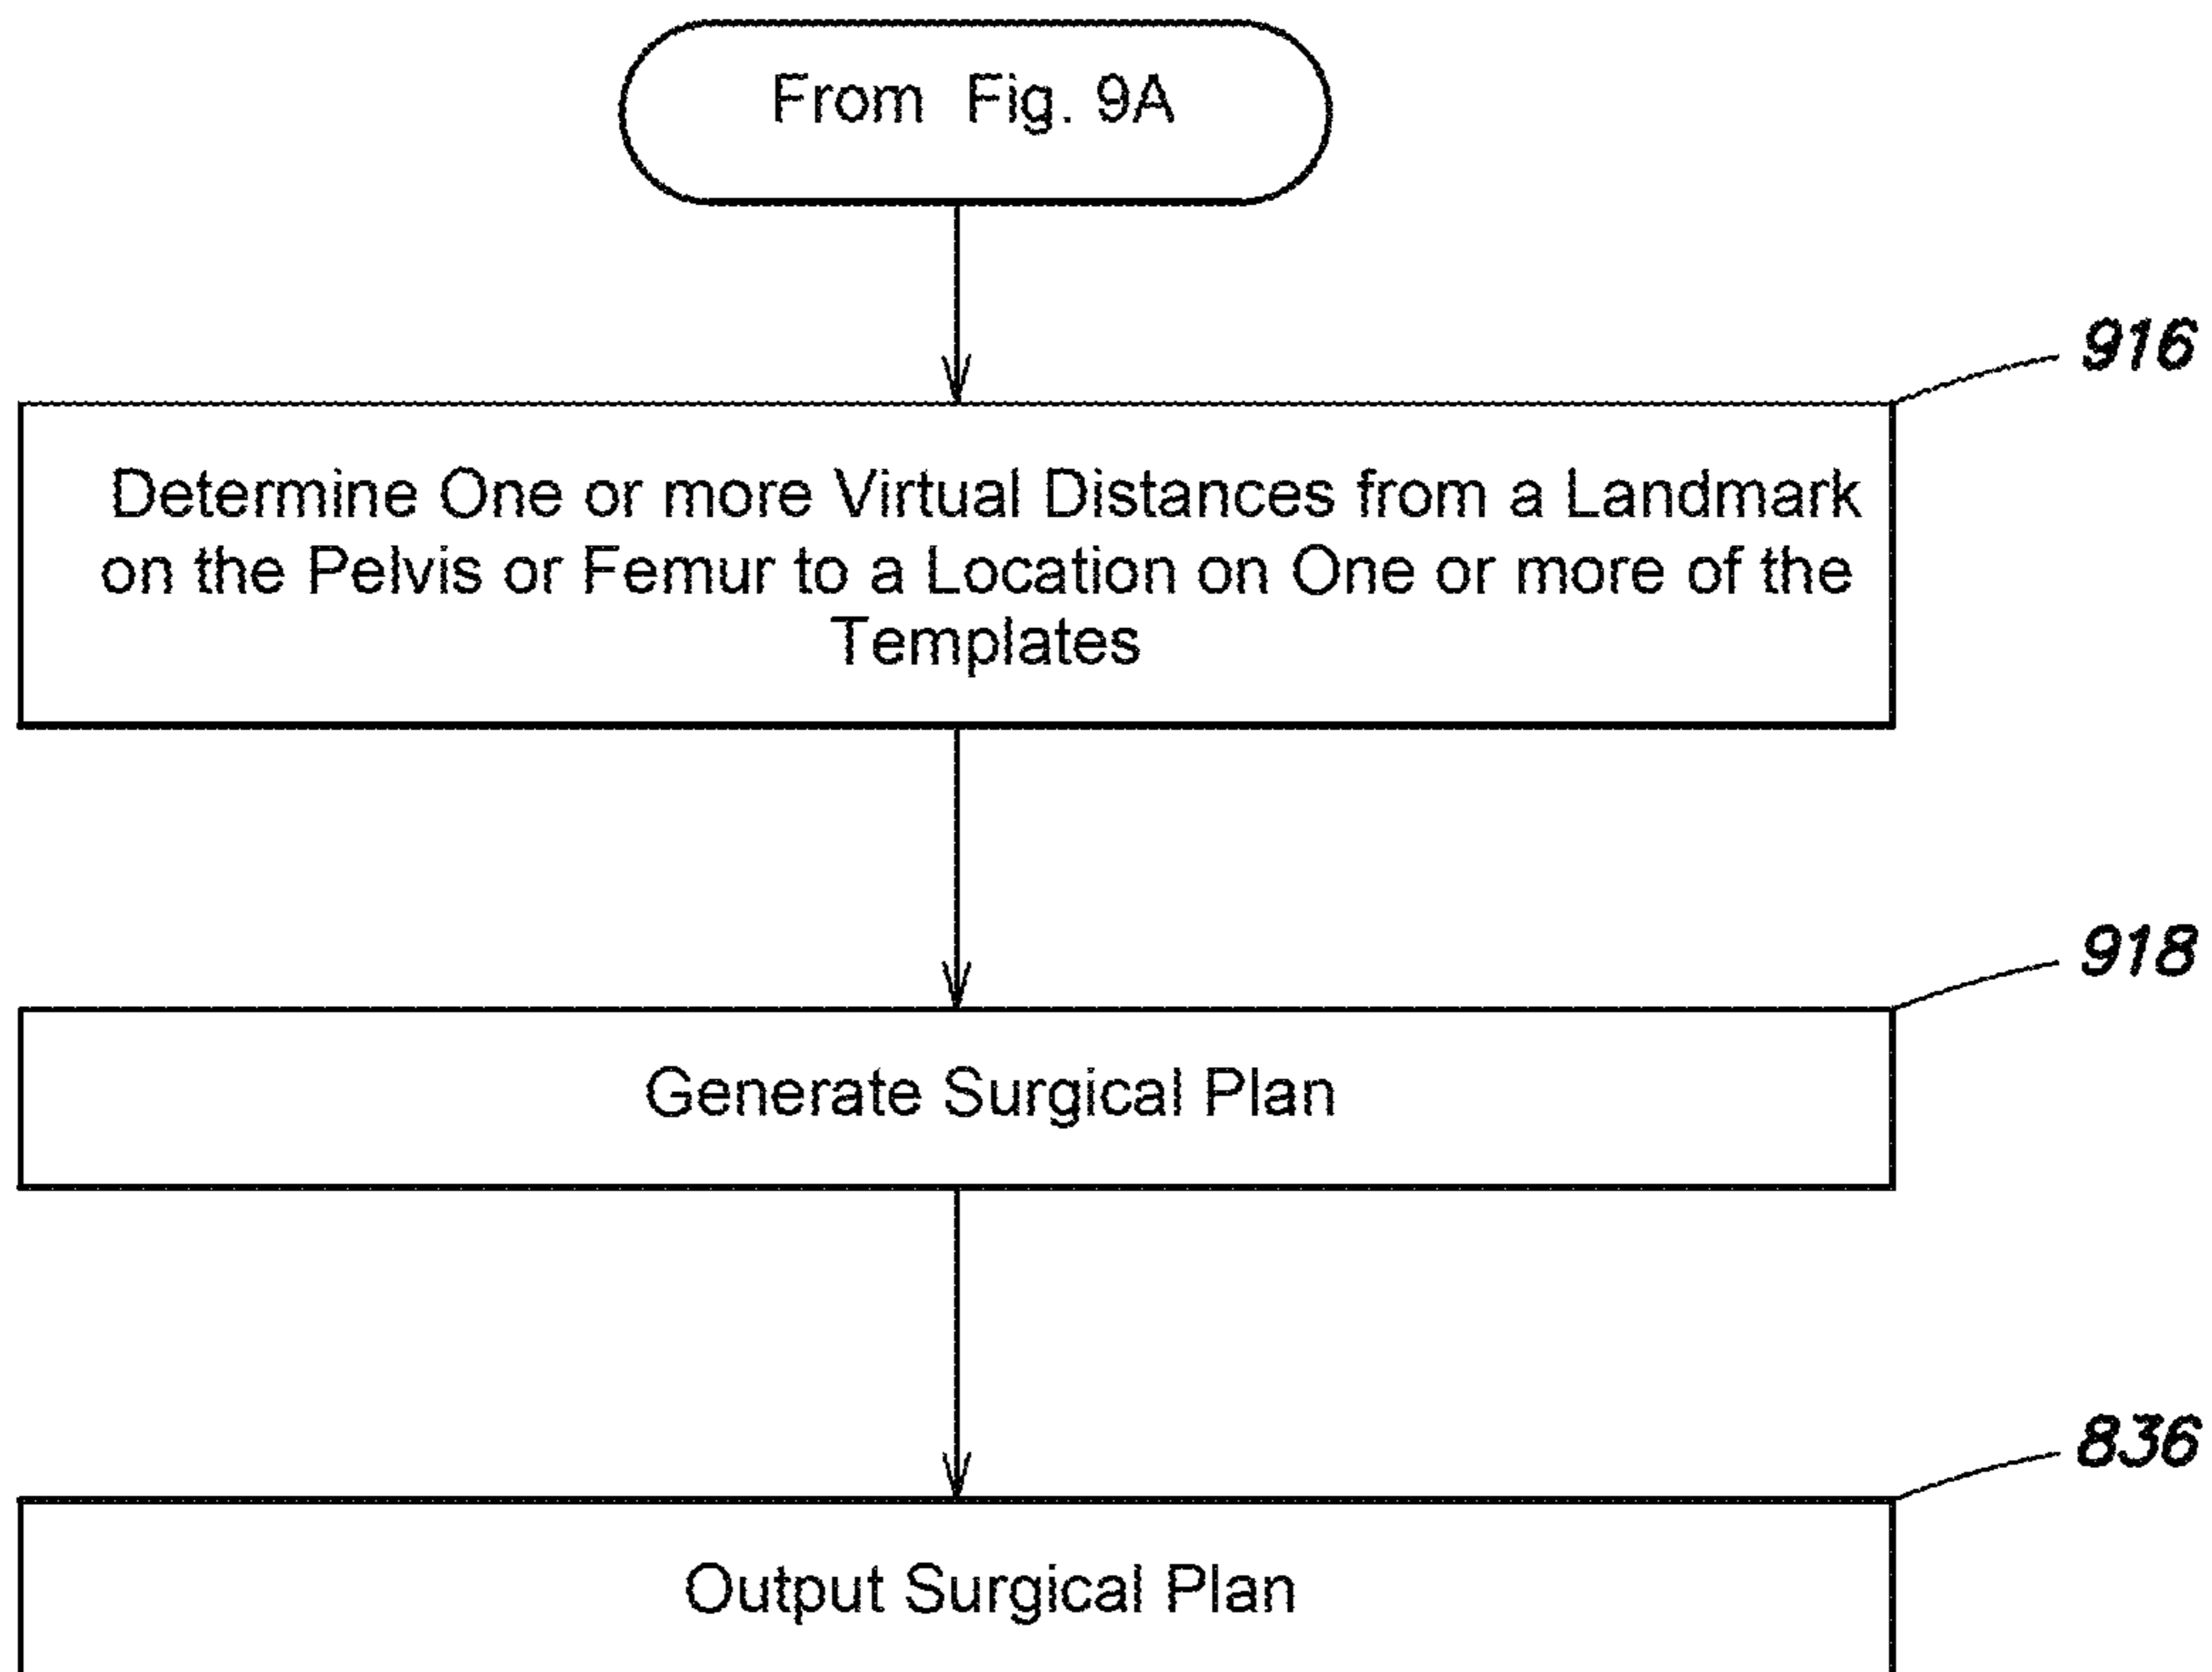 From Fig. 9A
916
Determine One or more Virtual Distances from a Landmark
on the Pelvis or Femur to a Location on One or more of the
Templates
918
Generate Surgical Plan
836
Output Surgical Plan